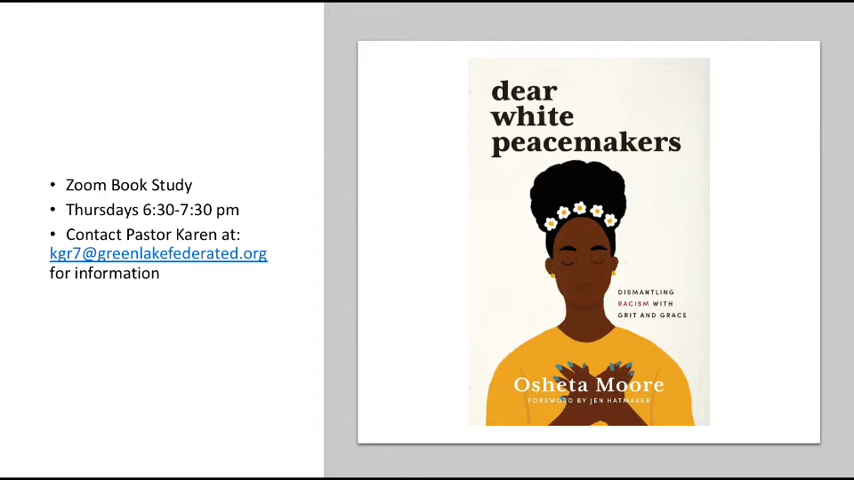 • Zoom Book Study
• Thursdays 6:30-7:30 pm
• Contact Pastor Karen at:
kgr7@greenlakefederated.org
for information
dear
white
peacemakers
DISMANTLING
RACISM WITH
GRIT AND GRACE
Osheta Moore
FOREWORD BY JEN HATMAKER